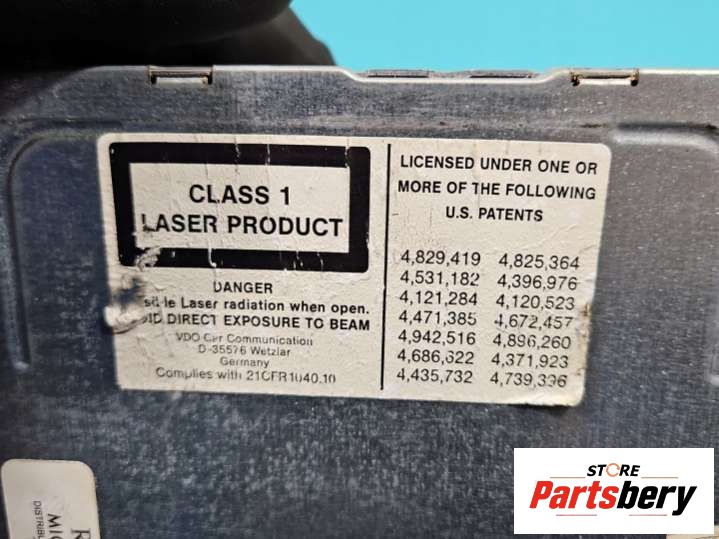 CLASS 1
LASER PRODUCT
DANGER
Laser radiation when open.
DIRECT EXPOSURE TO BEAM
VDO Car Communication
D-35576 Wetzlar
Germany
Complies with 21CFR1040.10
LICENSED UNDER ONE OR
MORE OF THE FOLLOWING
U.S. PATENTS
4,829,419 4,825,364
4,531,182 4,396,976
4,121,284 4,120,523
4,471,385 4,672,457
4,942,516 4,896,260
4,686,622 4,371,923
4,435,732 4,739,396
STORE
Partsbery